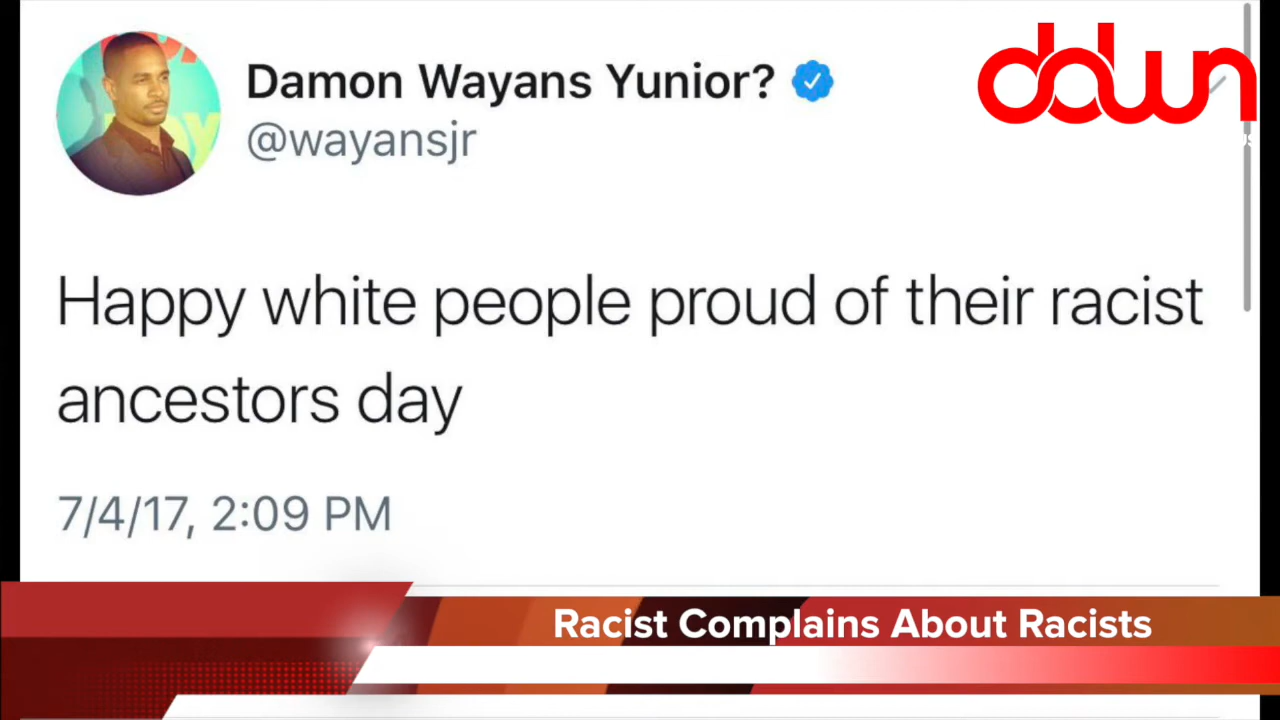 Damon Wayans Yunior?
@wayansjr
down
Happy white people proud of their racist
ancestors day
7/4/17, 2:09 PM
Racist Complains About Racists